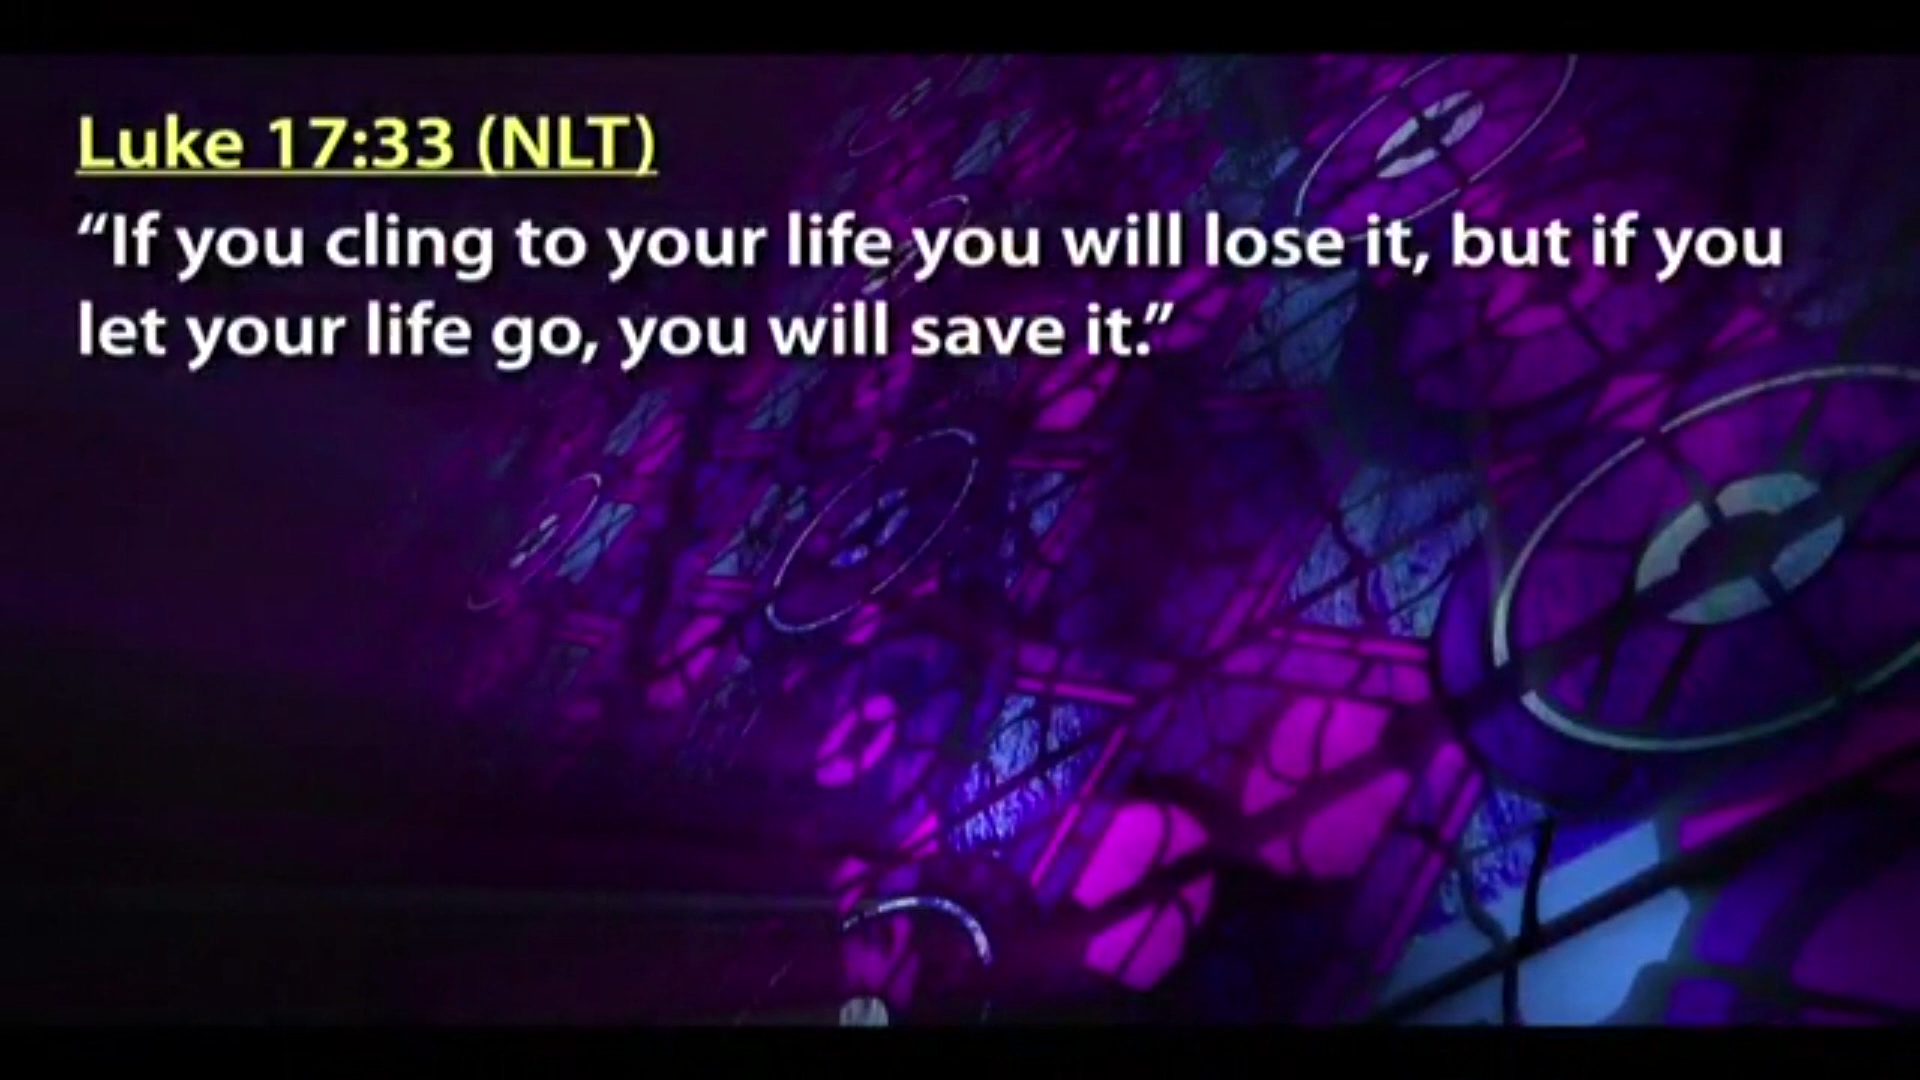 Luke 17:33 (NLT)
“If you cling to your life you will lose it, but if you
let your life go, you will save it.”